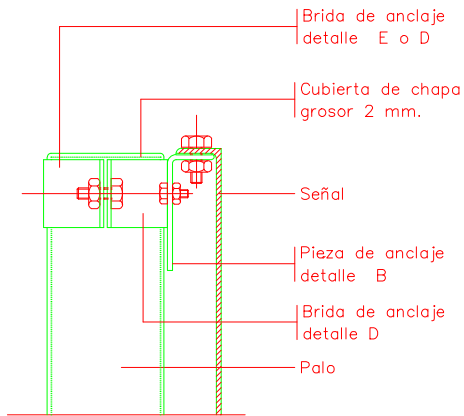 Brida de anclaje
detalle E o D
Cubierta de chapa
grosor 2 mm.
Señal
Pieza de anclaje
detalle B
Brida de anclaje
detalle D
Palo